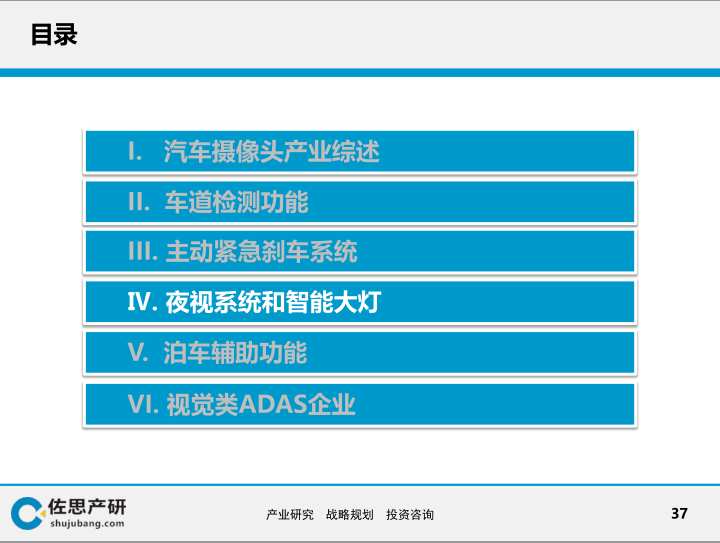 目录
I. 汽车摄像头产业综述
II. 车道检测功能
III. 主动紧急刹车系统
IV. 夜视系统和智能大灯
V. 泊车辅助功能
VI. 视觉类ADAS企业
佐思产研
shujubang.com
产业研究 战略规划 投资咨询
37